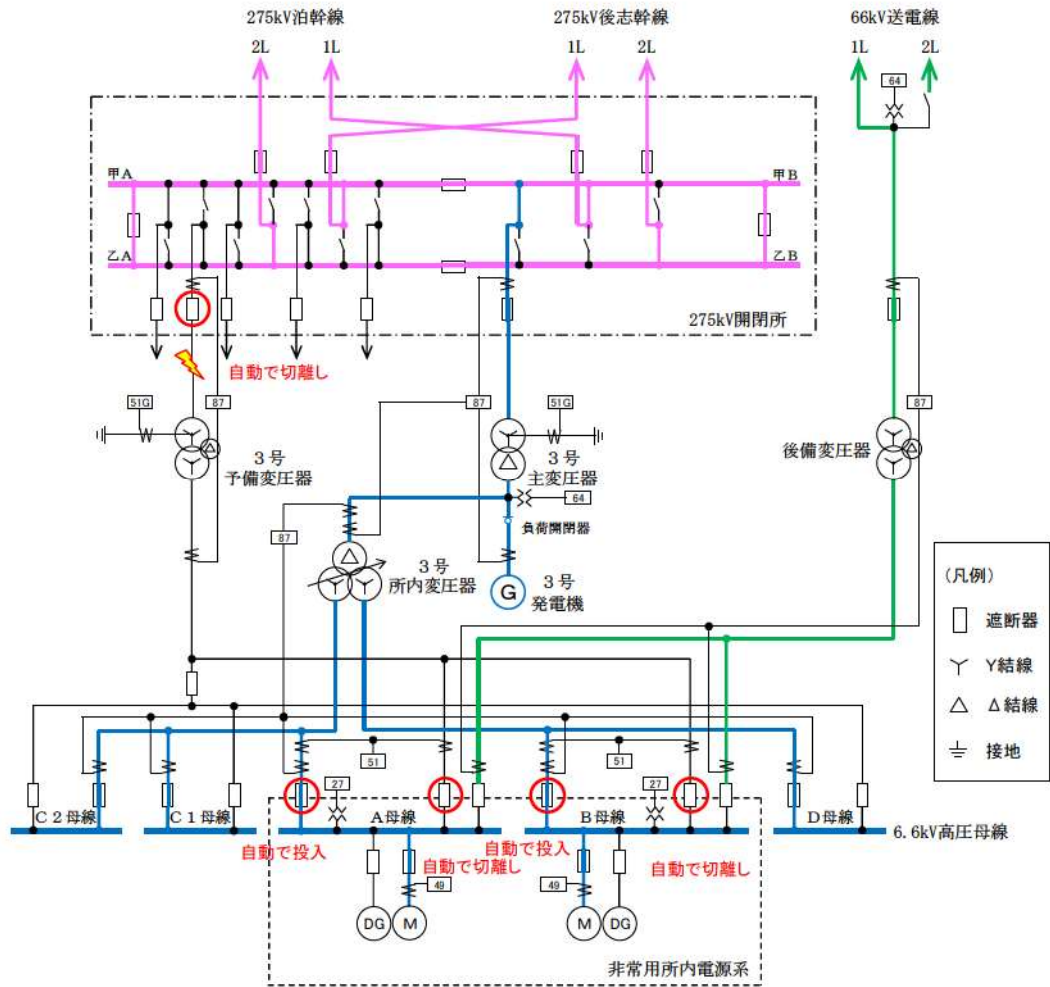 275kV泊幹線
275kV後志幹線
66kV送電線
2L
1L
1L
2L
1L
2L
64
甲A
甲B
乙A
乙B
275kV開閉所
自動で切離し
51G
87
87
51G
87
3号
予備変圧器
3号
主変圧器
後備変圧器
64
87
負荷開閉器
3号
所内変圧器
G
3号
発電機
(凡例)
遮断器
Y結線
Δ結線
接地
51
51
27
27
C2母線
C1母線
A母線
B母線
D母線
6.6kV高圧母線
自動で投入
自動で切離し
自動で投入
自動で切離し
49
49
DG
M
M
DG
非常用所内電源系